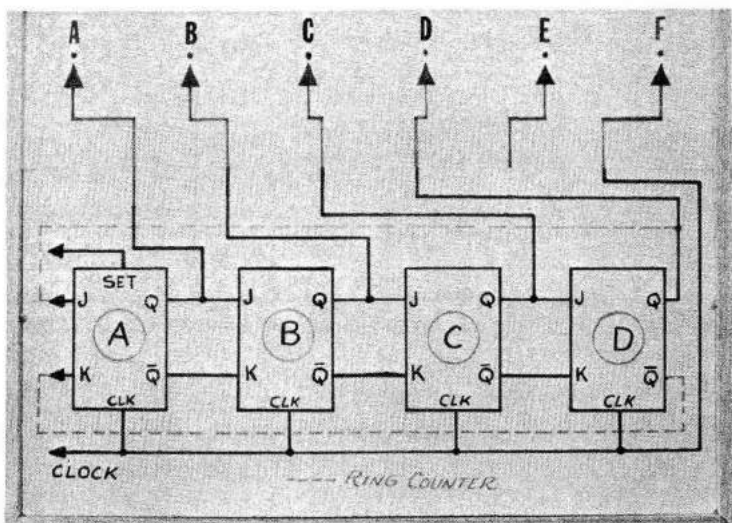 A B C D E F
SET
J Q J Q J Q J Q
A B C D
K Q̅ K Q̅ K Q̅ K Q̅
CLK CLK CLK CLK
CLOCK
---- RING COUNTER